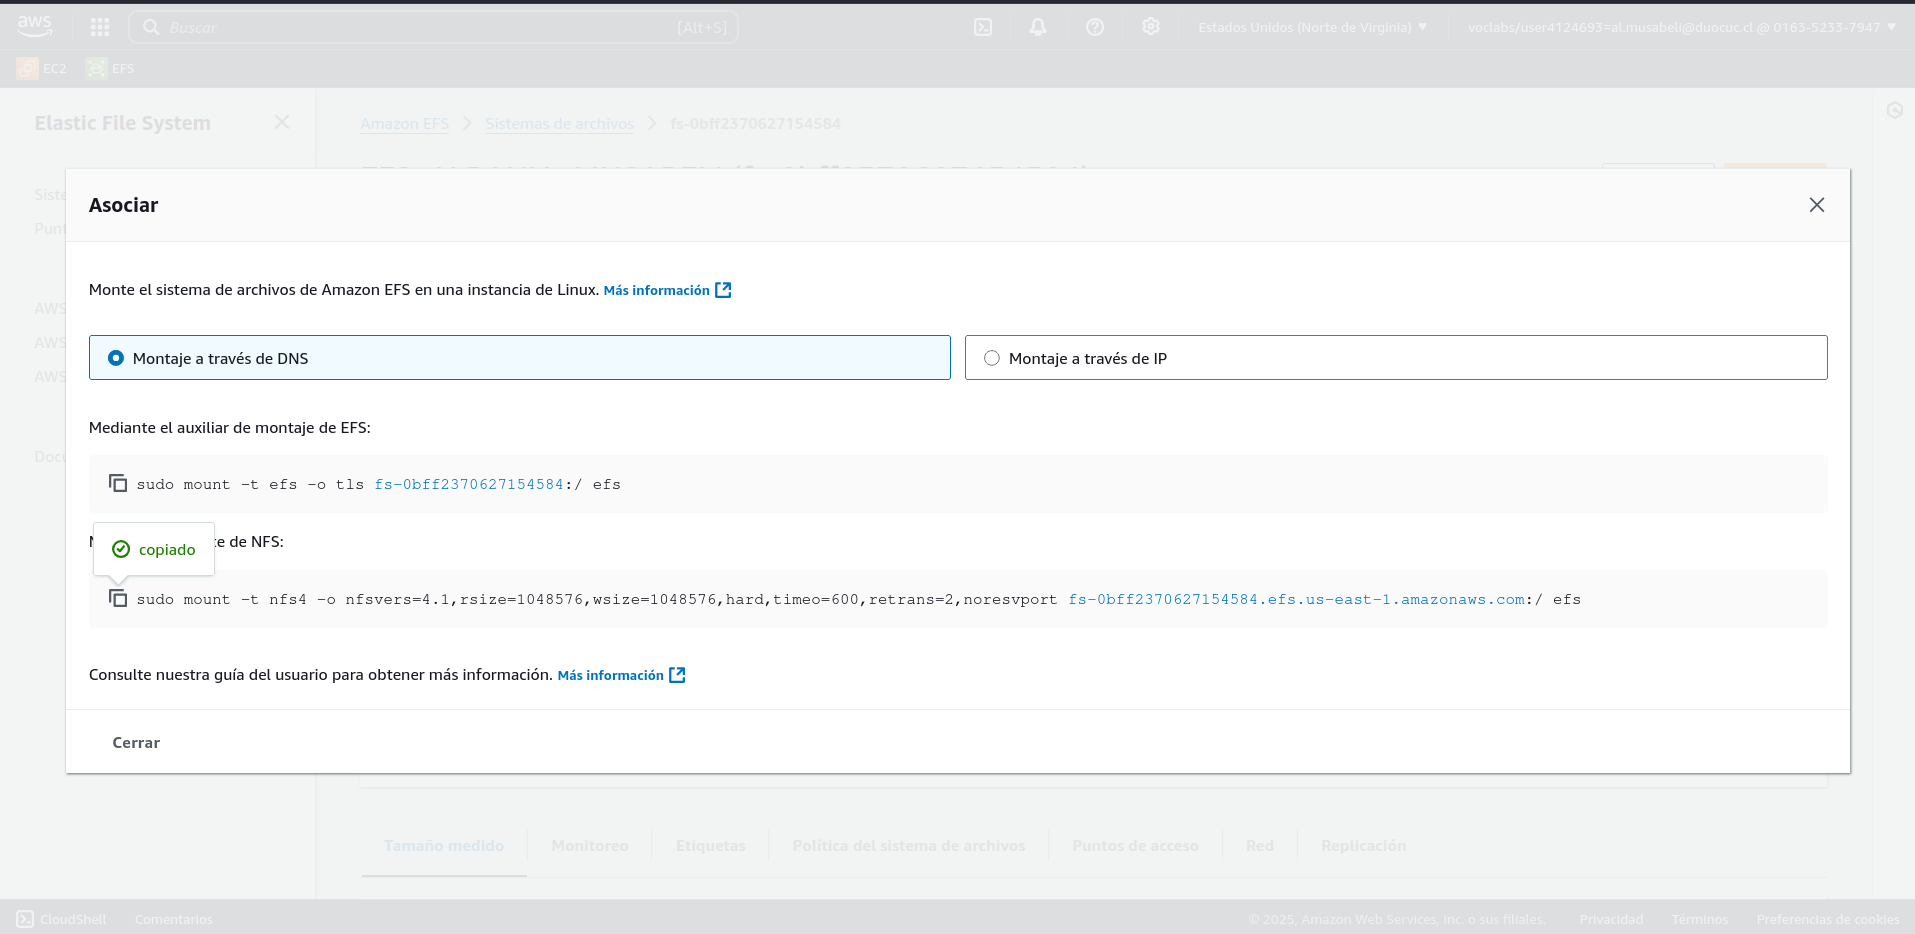 aws
Buscar
[Alt+S]
Estados Unidos (Norte de Virginia)
voclabs/user4124693=al.musabeli@duocuc.cl @ 0163-5233-7947
EC2
EFS
Elastic File System
Amazon EFS
Sistemas de archivos
fs-0bff2370627154584
Asociar
Monte el sistema de archivos de Amazon EFS en una instancia de Linux. Más información
Montaje a través de DNS
Montaje a través de IP
Mediante el auxiliar de montaje de EFS:
sudo mount -t efs -o tls fs-0bff2370627154584:/ efs
copiado
de NFS:
sudo mount -t nfs4 -o nfsvers=4.1,rsize=1048576,wsize=1048576,hard,timeo=600,retrans=2,noresvport fs-0bff2370627154584.efs.us-east-1.amazonaws.com:/ efs
Consulte nuestra guía del usuario para obtener más información. Más información
Cerrar
AWS
AWS
AWS
Tamaño medido
Monitoreo
Etiquetas
Política del sistema de archivos
Puntos de acceso
Red
Replicación
CloudShell
Comentarios
© 2025, Amazon Web Services, Inc. o sus filiales.
Privacidad
Términos
Preferencias de cookies